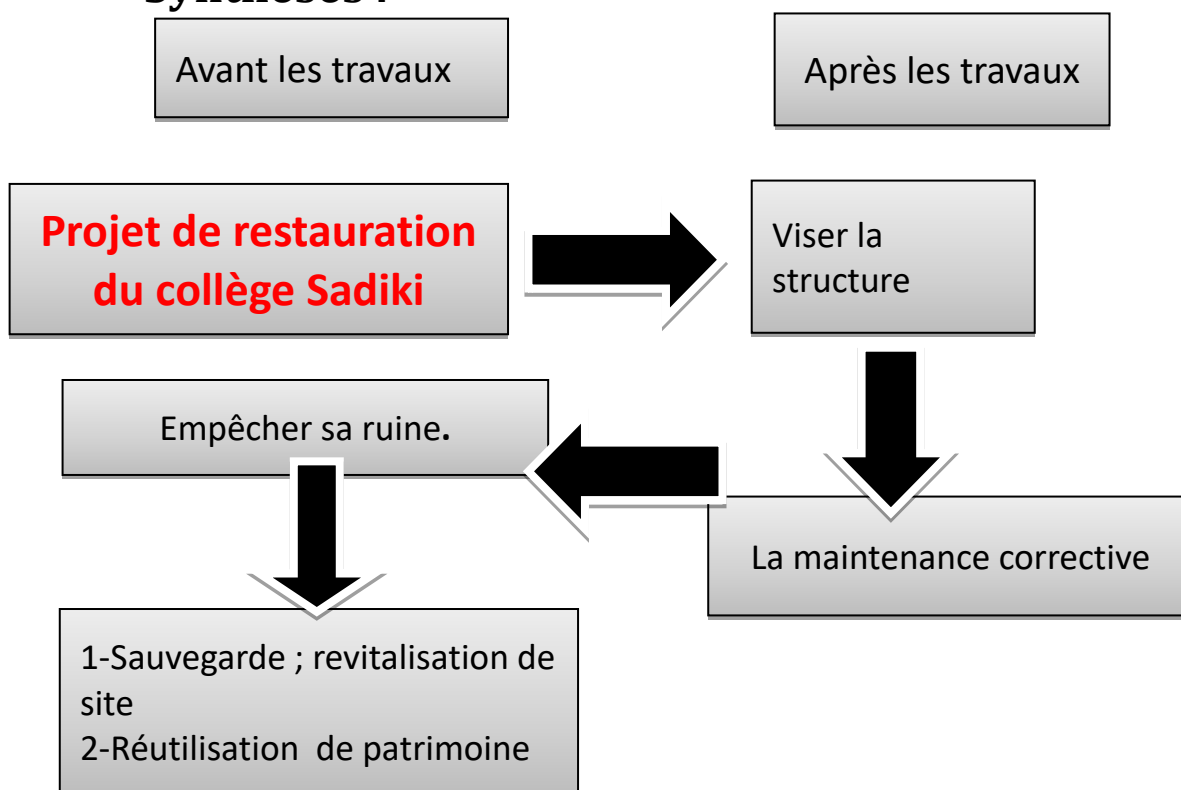 Synthèses :
Avant les travaux
Après les travaux
Projet de restauration
du collège Sadiki
Viser la
structure
Empêcher sa ruine.
La maintenance corrective
1-Sauvegarde ; revitalisation de
site
2-Réutilisation de patrimoine